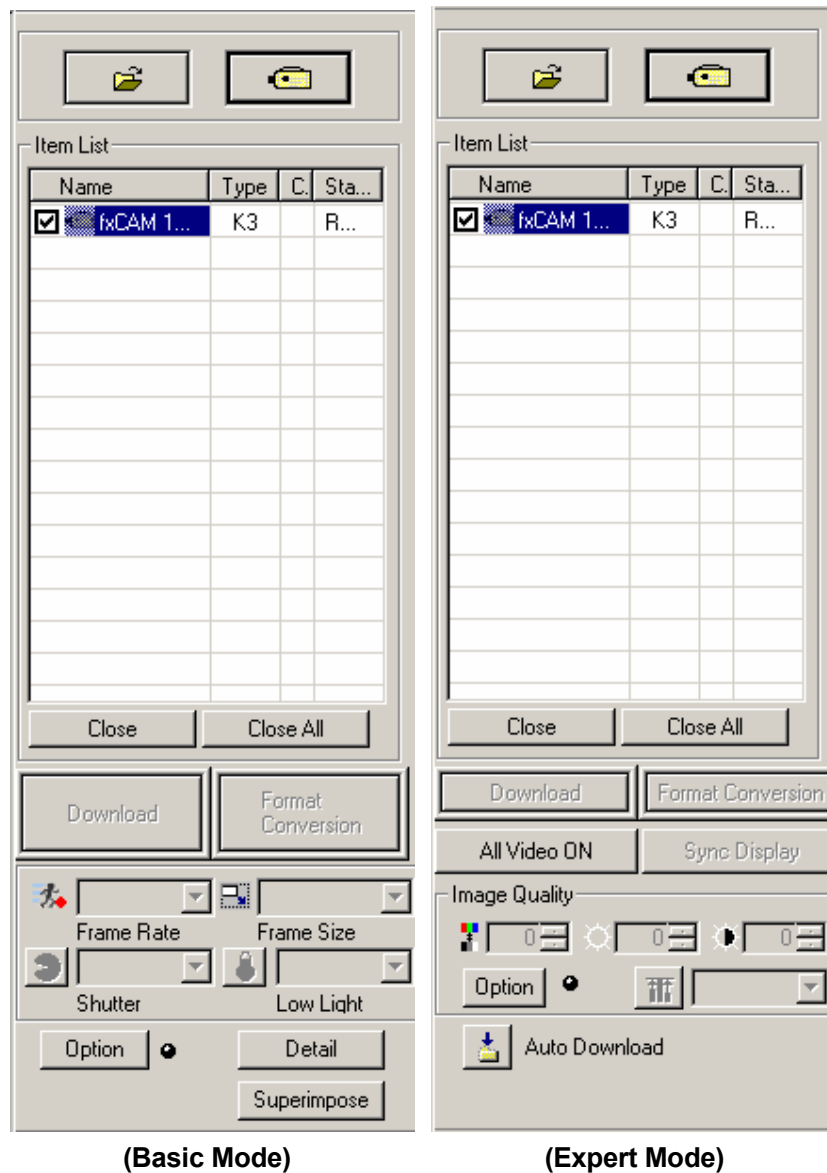 Item List
Name Type C. Sta...
fxCAM 1... K3 R...
Close Close All
Download Format Conversion
Frame Rate Frame Size
Shutter Low Light
Option Detail
Superimpose
(Basic Mode)
Item List
Name Type C. Sta...
fxCAM 1... K3 R...
Close Close All
Download Format Conversion
All Video ON Sync Display
Image Quality
0 0 0
Option
Auto Download
(Expert Mode)